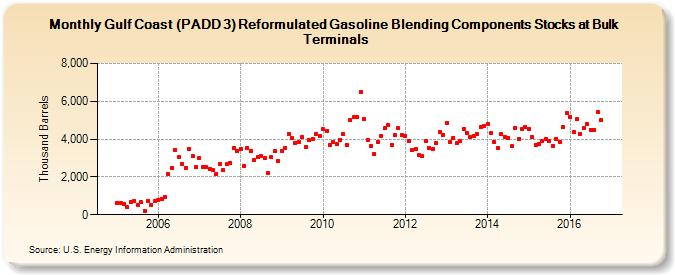 Monthly Gulf Coast (PADD 3) Reformulated Gasoline Blending Components Stocks at Bulk
Terminals
Thousand Barrels
8,000
6,000
4,000
2,000
0
2006 2008 2010 2012 2014 2016
Source: U.S. Energy Information Administration